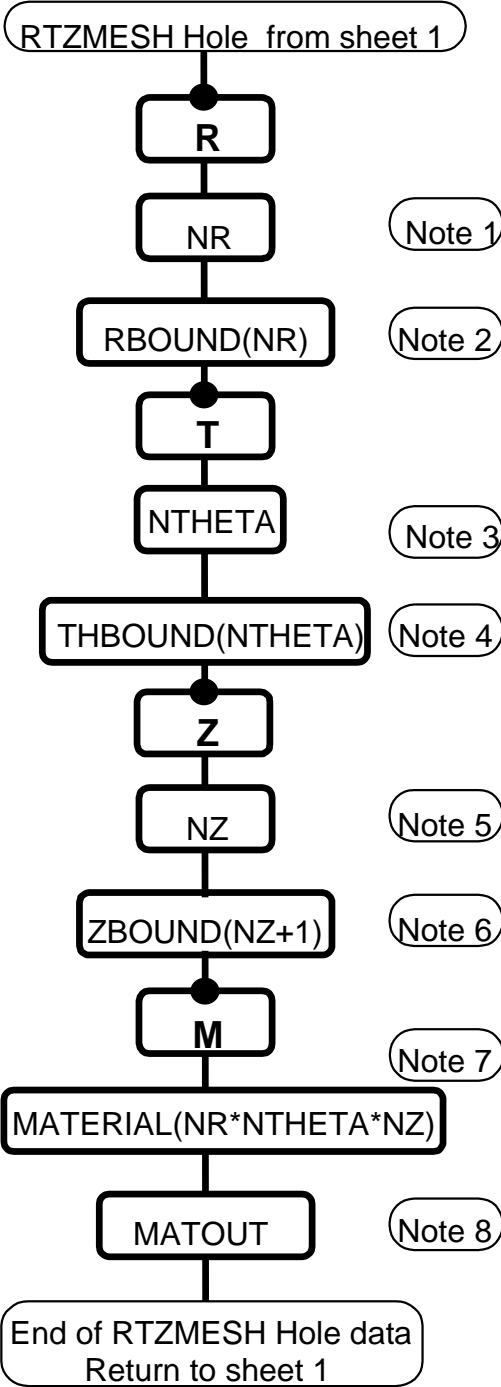 RTZMESH Hole from sheet 1
R
NR
Note 1
RBOUND(NR)
Note 2
T
NTHETA
Note 3
THBOUND(NTHETA)
Note 4
Z
NZ
Note 5
ZBOUND(NZ+1)
Note 6
M
Note 7
MATERIAL(NR*NTHETA*NZ)
MATOUT
Note 8
End of RTZMESH Hole data
Return to sheet 1